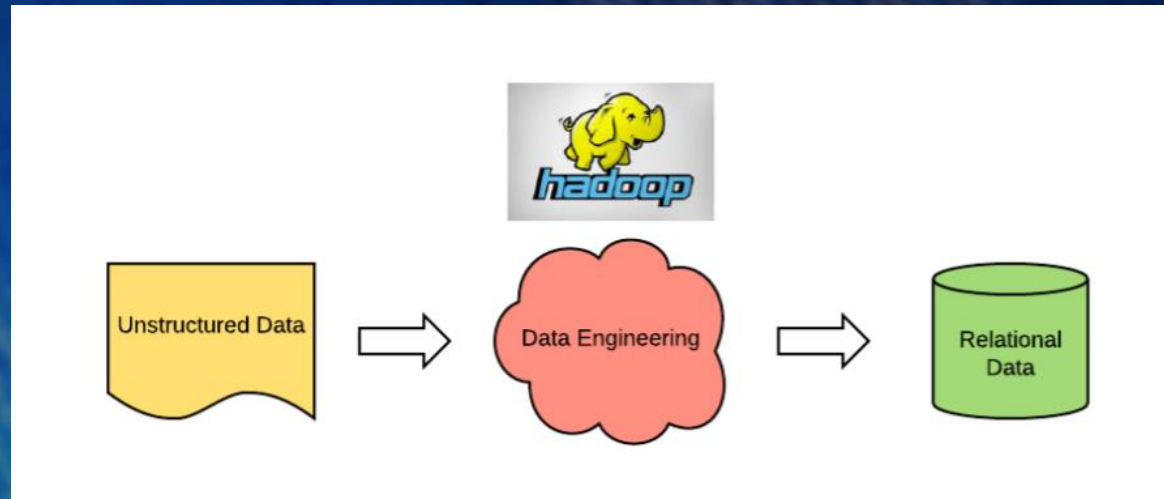 hadoop
Unstructured Data
Data Engineering
Relational
Data